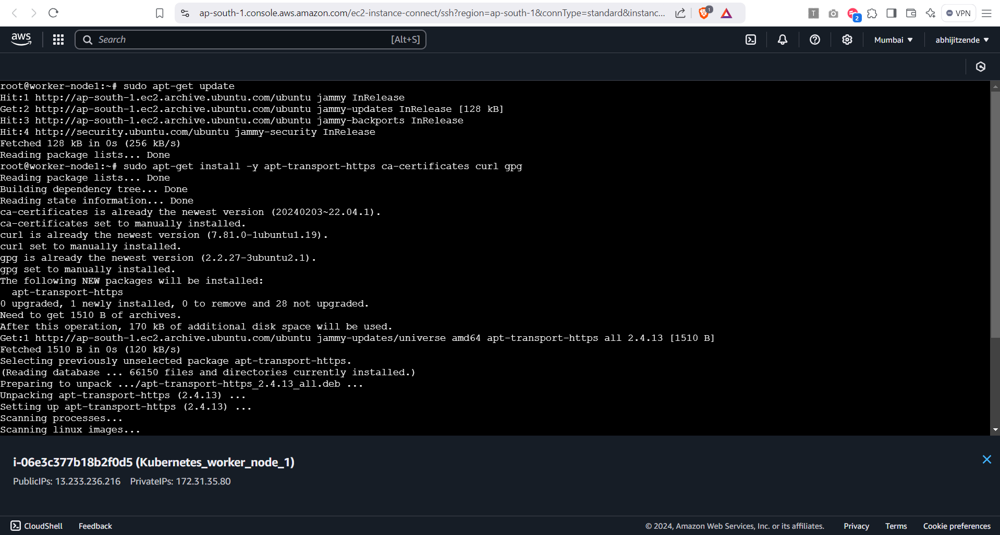 ap-south-1.console.aws.amazon.com/ec2-instance-connect/ssh?region=ap-south-1&connType=standard&instanc...
1
T
2
VPN
aws
Search
[Alt+S]
Mumbai
abhijitzende
root@worker-node1:~# sudo apt-get update
Hit:1 http://ap-south-1.ec2.archive.ubuntu.com/ubuntu jammy InRelease
Get:2 http://ap-south-1.ec2.archive.ubuntu.com/ubuntu jammy-updates InRelease [128 kB]
Hit:3 http://ap-south-1.ec2.archive.ubuntu.com/ubuntu jammy-backports InRelease
Hit:4 http://security.ubuntu.com/ubuntu jammy-security InRelease
Fetched 128 kB in 0s (256 kB/s)
Reading package lists... Done
root@worker-node1:~# sudo apt-get install -y apt-transport-https ca-certificates curl gpg
Reading package lists... Done
Building dependency tree... Done
Reading state information... Done
ca-certificates is already the newest version (20240203~22.04.1).
ca-certificates set to manually installed.
curl is already the newest version (7.81.0-1ubuntu1.19).
curl set to manually installed.
gpg is already the newest version (2.2.27-3ubuntu2.1).
gpg set to manually installed.
The following NEW packages will be installed:
  apt-transport-https
0 upgraded, 1 newly installed, 0 to remove and 28 not upgraded.
Need to get 1510 B of archives.
After this operation, 170 kB of additional disk space will be used.
Get:1 http://ap-south-1.ec2.archive.ubuntu.com/ubuntu jammy-updates/universe amd64 apt-transport-https all 2.4.13 [1510 B]
Fetched 1510 B in 0s (120 kB/s)
Selecting previously unselected package apt-transport-https.
(Reading database ... 66150 files and directories currently installed.)
Preparing to unpack .../apt-transport-https_2.4.13_all.deb ...
Unpacking apt-transport-https (2.4.13) ...
Setting up apt-transport-https (2.4.13) ...
Scanning processes...
Scanning linux images...
i-06e3c377b18b2f0d5 (Kubernetes_worker_node_1)
PublicIPs: 13.233.236.216 PrivateIPs: 172.31.35.80
CloudShell Feedback © 2024, Amazon Web Services, Inc. or its affiliates. Privacy Terms Cookie preferences